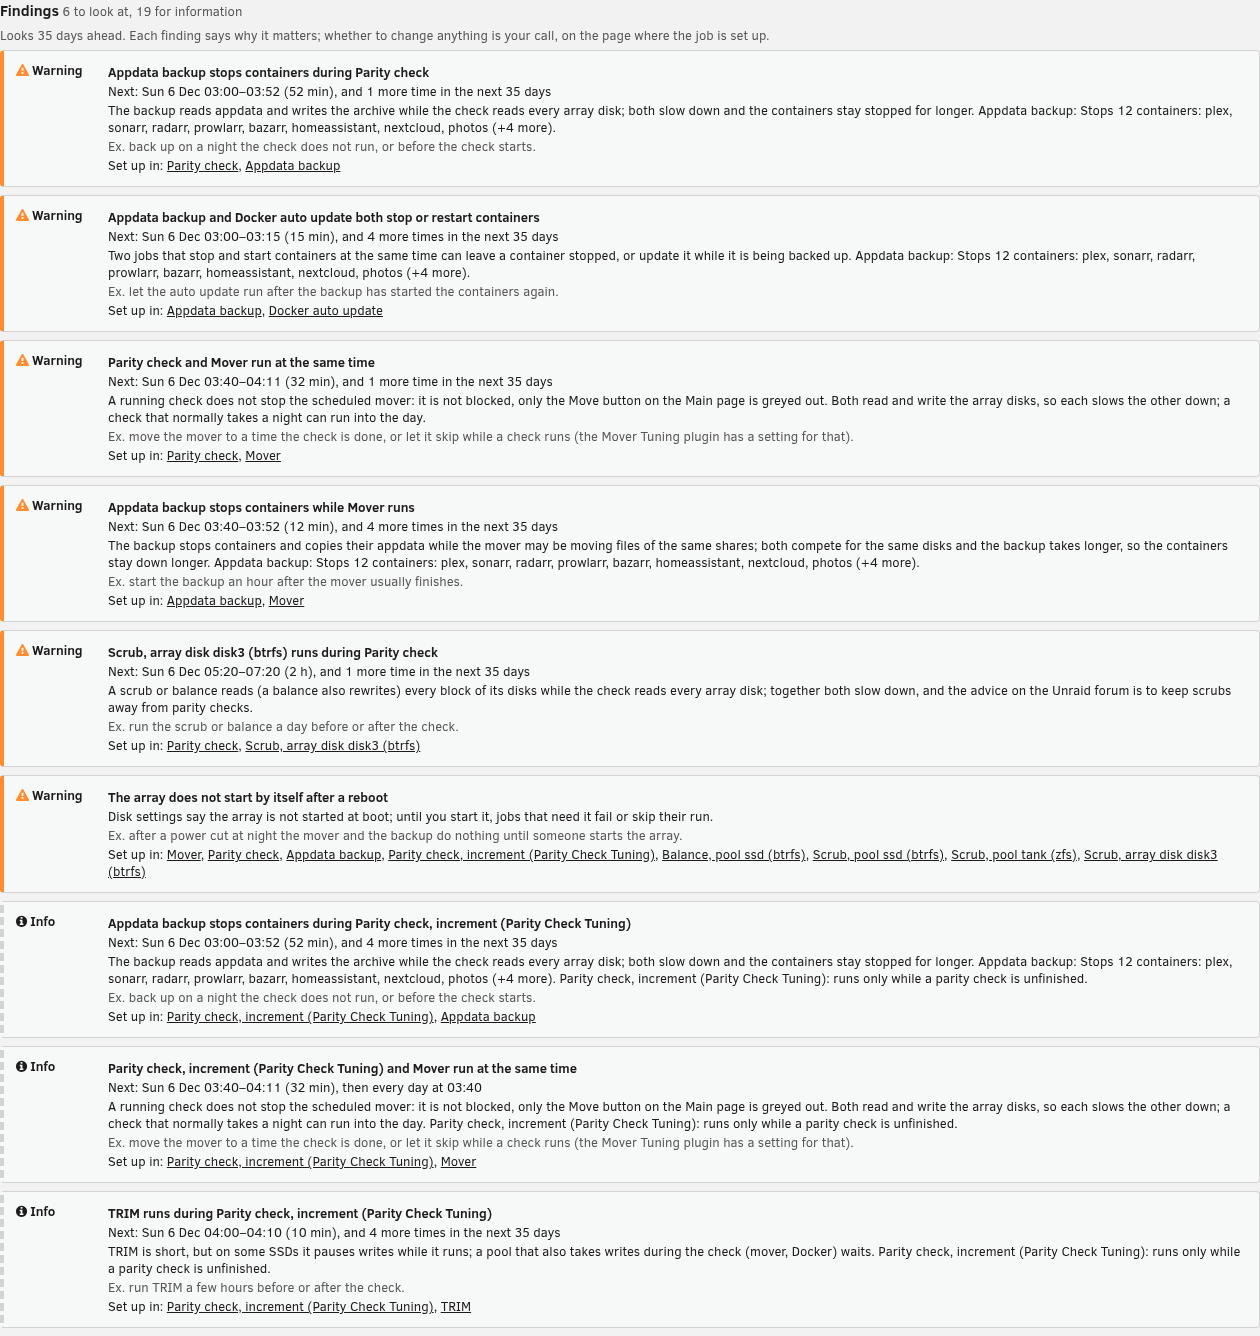 Findings 6 to look at, 19 for information
Looks 35 days ahead. Each finding says why it matters; whether to change anything is your call, on the page where the job is set up.
Warning
Appdata backup stops containers during Parity check
Next: Sun 6 Dec 03:00–03:52 (52 min), and 1 more time in the next 35 days
The backup reads appdata and writes the archive while the check reads every array disk; both slow down and the containers stay stopped for longer. Appdata backup: Stops 12 containers: plex,
sonarr, radarr, prowlarr, bazarr, homeassistant, nextcloud, photos (+4 more).
Ex. back up on a night the check does not run, or before the check starts.
Set up in: Parity check, Appdata backup
Warning
Appdata backup and Docker auto update both stop or restart containers
Next: Sun 6 Dec 03:00–03:15 (15 min), and 4 more times in the next 35 days
Two jobs that stop and start containers at the same time can leave a container stopped, or update it while it is being backed up. Appdata backup: Stops 12 containers: plex, sonarr, radarr,
prowlarr, bazarr, homeassistant, nextcloud, photos (+4 more).
Ex. let the auto update run after the backup has started the containers again.
Set up in: Appdata backup, Docker auto update
Warning
Parity check and Mover run at the same time
Next: Sun 6 Dec 03:40–04:11 (32 min), and 1 more time in the next 35 days
A running check does not stop the scheduled mover: it is not blocked, only the Move button on the Main page is greyed out. Both read and write the array disks, so each slows the other down; a
check that normally takes a night can run into the day.
Ex. move the mover to a time the check is done, or let it skip while a check runs (the Mover Tuning plugin has a setting for that).
Set up in: Parity check, Mover
Warning
Appdata backup stops containers while Mover runs
Next: Sun 6 Dec 03:40–03:52 (12 min), and 4 more times in the next 35 days
The backup stops containers and copies their appdata while the mover may be moving files of the same shares; both compete for the same disks and the backup takes longer, so the containers
stay down longer. Appdata backup: Stops 12 containers: plex, sonarr, radarr, prowlarr, bazarr, homeassistant, nextcloud, photos (+4 more).
Ex. start the backup an hour after the mover usually finishes.
Set up in: Appdata backup, Mover
Warning
Scrub, array disk disk3 (btrfs) runs during Parity check
Next: Sun 6 Dec 05:20–07:20 (2 h), and 1 more time in the next 35 days
A scrub or balance reads (a balance also rewrites) every block of its disks while the check reads every array disk; together both slow down, and the advice on the Unraid forum is to keep scrubs
away from parity checks.
Ex. run the scrub or balance a day before or after the check.
Set up in: Parity check, Scrub, array disk disk3 (btrfs)
Warning
The array does not start by itself after a reboot
Disk settings say the array is not started at boot; until you start it, jobs that need it fail or skip their run.
Ex. after a power cut at night the mover and the backup do nothing until someone starts the array.
Set up in: Mover, Parity check, Appdata backup, Parity check, increment (Parity Check Tuning), Balance, pool ssd (btrfs), Scrub, pool ssd (btrfs), Scrub, pool tank (zfs), Scrub, array disk disk3
(btrfs)
Info
Appdata backup stops containers during Parity check, increment (Parity Check Tuning)
Next: Sun 6 Dec 03:00–03:52 (52 min), and 4 more times in the next 35 days
The backup reads appdata and writes the archive while the check reads every array disk; both slow down and the containers stay stopped for longer. Appdata backup: Stops 12 containers: plex,
sonarr, radarr, prowlarr, bazarr, homeassistant, nextcloud, photos (+4 more). Parity check, increment (Parity Check Tuning): runs only while a parity check is unfinished.
Ex. back up on a night the check does not run, or before the check starts.
Set up in: Parity check, increment (Parity Check Tuning), Appdata backup
Info
Parity check, increment (Parity Check Tuning) and Mover run at the same time
Next: Sun 6 Dec 03:40–04:11 (32 min), then every day at 03:40
A running check does not stop the scheduled mover: it is not blocked, only the Move button on the Main page is greyed out. Both read and write the array disks, so each slows the other down; a
check that normally takes a night can run into the day. Parity check, increment (Parity Check Tuning): runs only while a parity check is unfinished.
Ex. move the mover to a time the check is done, or let it skip while a check runs (the Mover Tuning plugin has a setting for that).
Set up in: Parity check, increment (Parity Check Tuning), Mover
Info
TRIM runs during Parity check, increment (Parity Check Tuning)
Next: Sun 6 Dec 04:00–04:10 (10 min), and 4 more times in the next 35 days
TRIM is short, but on some SSDs it pauses writes while it runs; a pool that also takes writes during the check (mover, Docker) waits. Parity check, increment (Parity Check Tuning): runs only while
a parity check is unfinished.
Ex. run TRIM a few hours before or after the check.
Set up in: Parity check, increment (Parity Check Tuning), TRIM